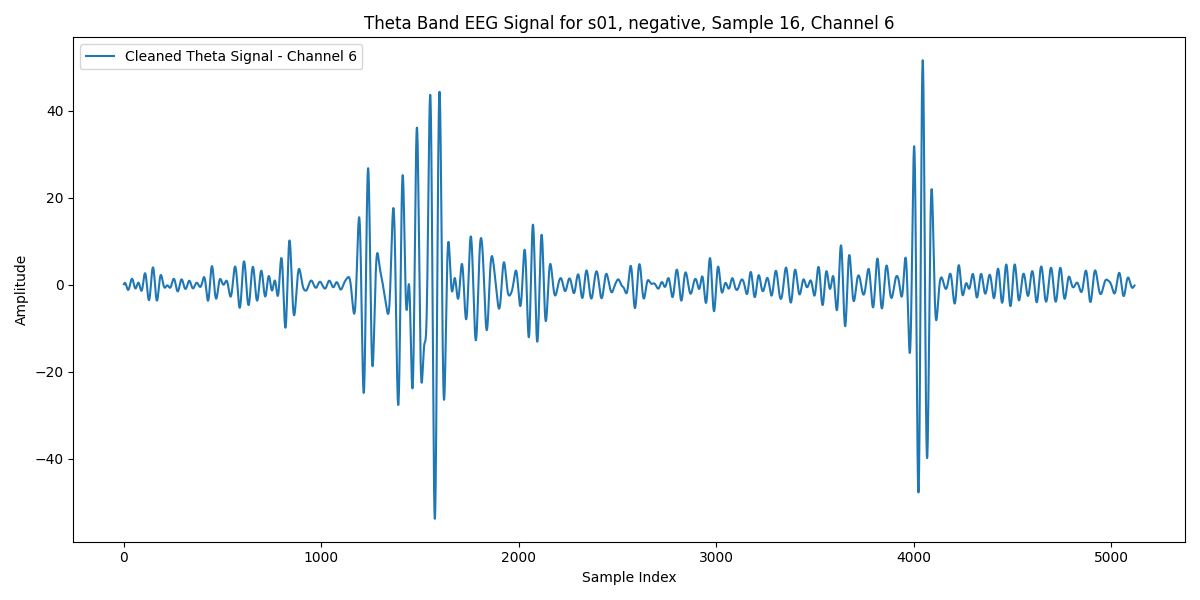 Theta Band EEG Signal for s01, negative, Sample 16, Channel 6
Cleaned Theta Signal - Channel 6
Amplitude
40
20
0
−20
−40
0 1000 2000 3000 4000 5000
Sample Index